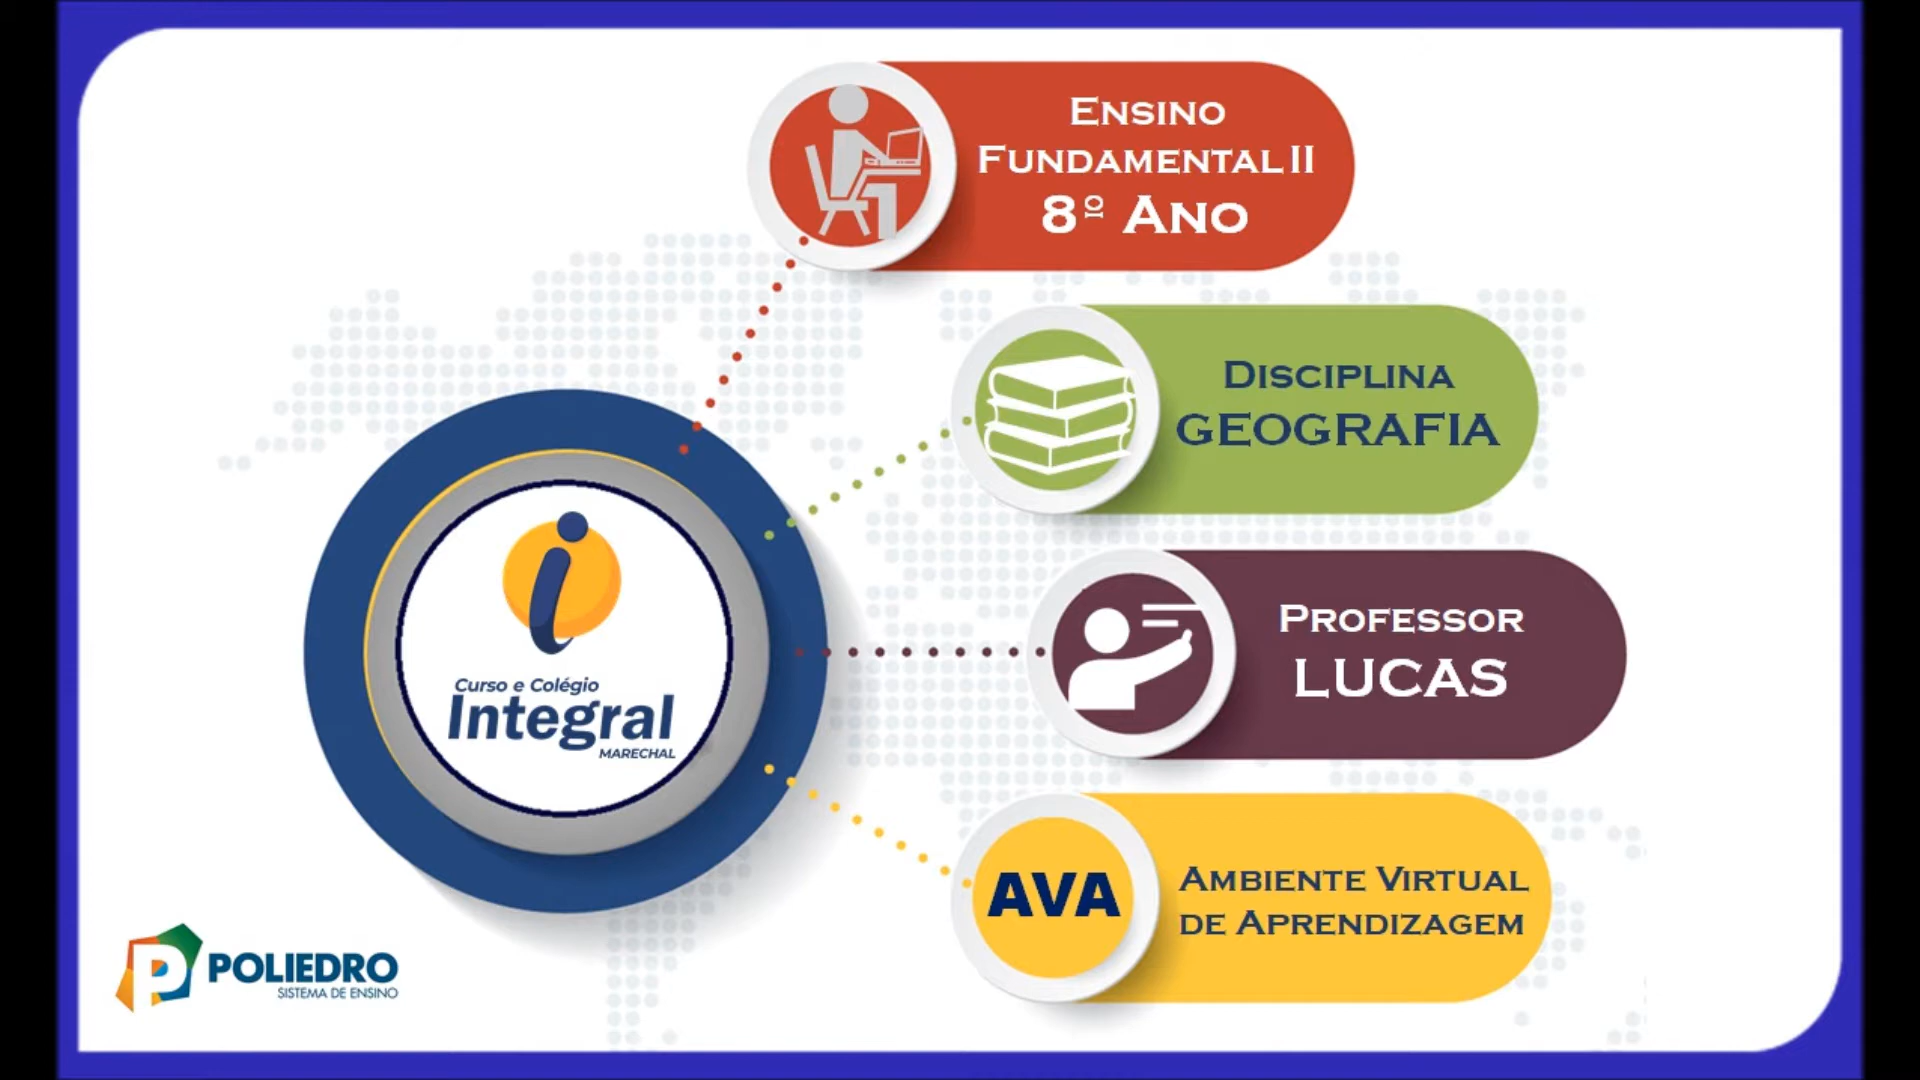 Ensino
Fundamental II
8º Ano
Disciplina
GEOGRAFIA
Professor
LUCAS
AVA
Ambiente Virtual
de Aprendizagem
Curso e Colégio
Integral
MARECHAL
POLIEDRO
SISTEMA DE ENSINO